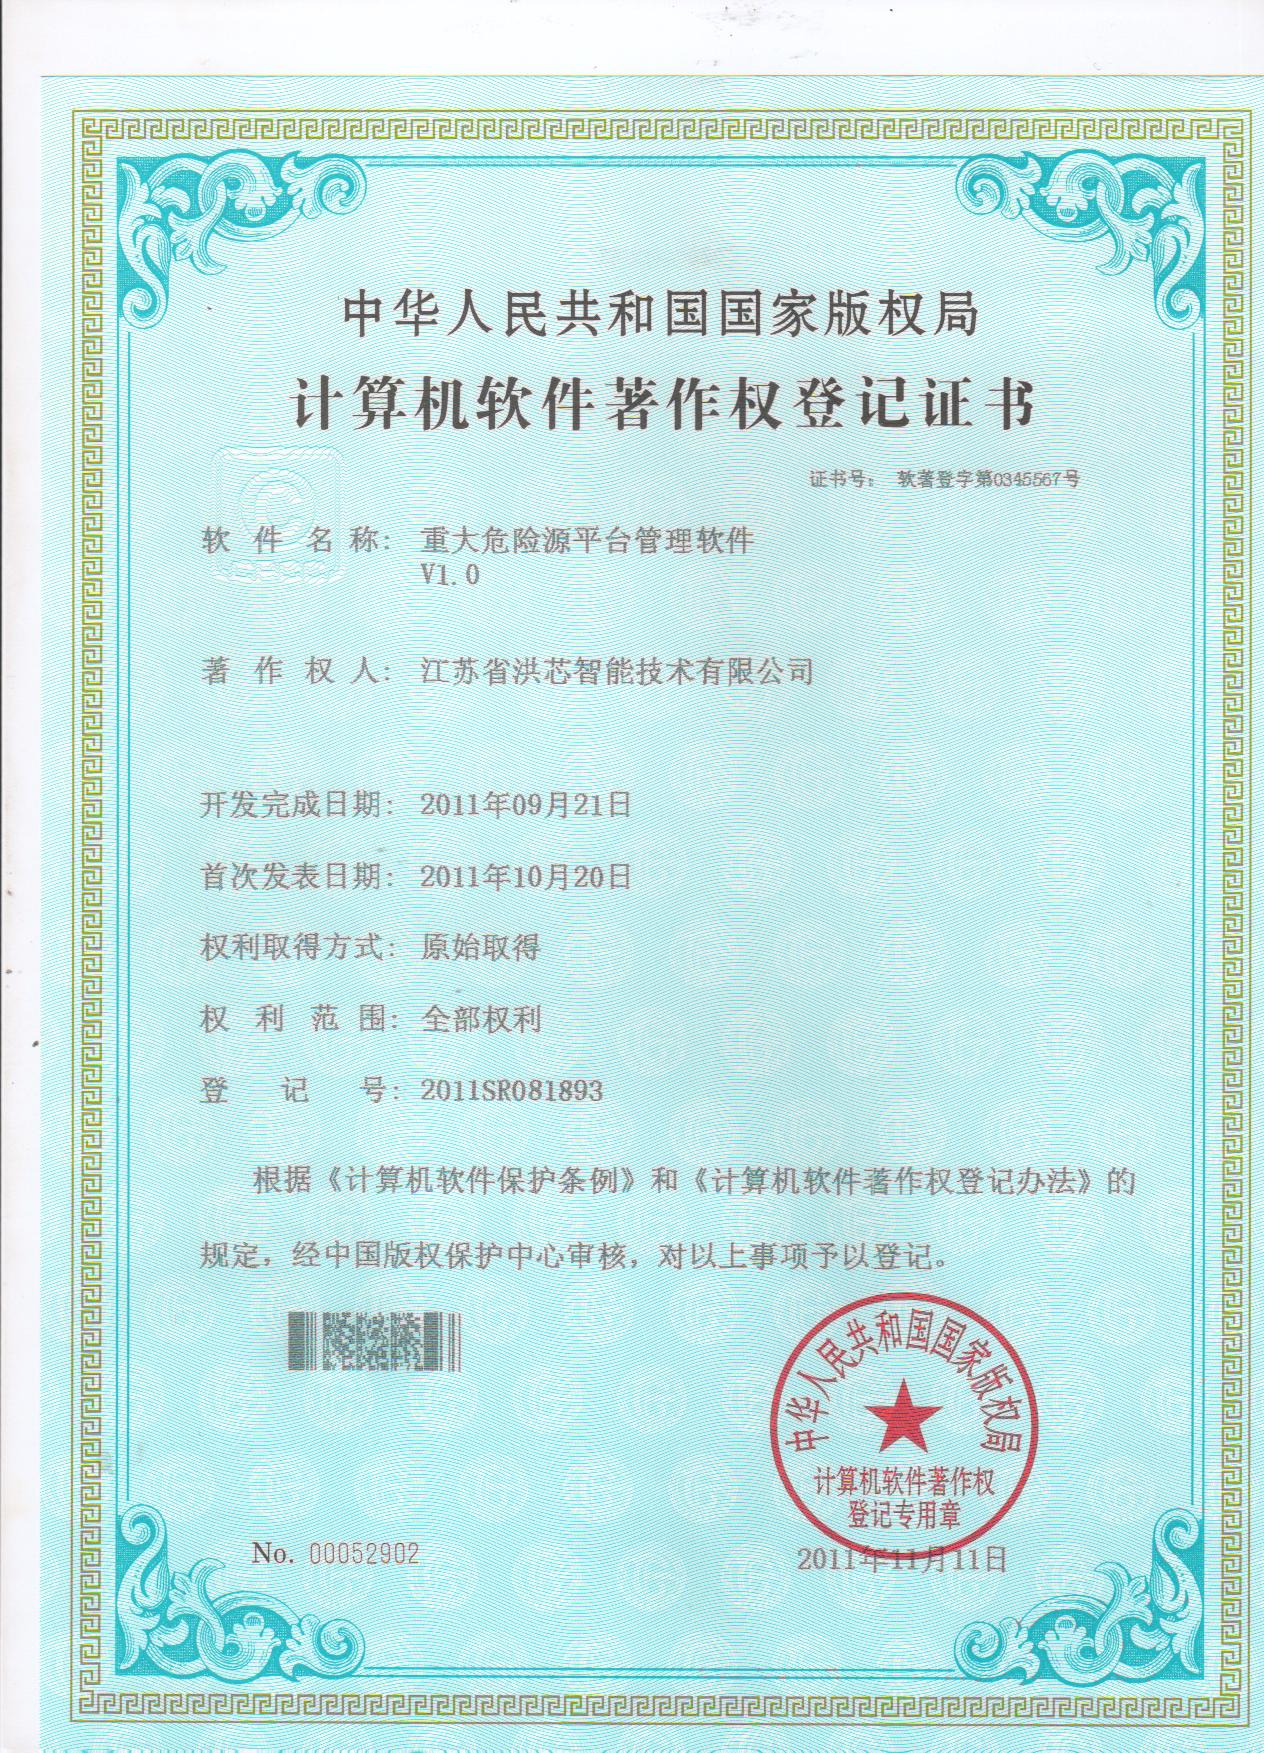 中华人民共和国国家版权局
计算机软件著作权登记证书
证书号： 软著登字第0345567号
软件名称： 重大危险源平台管理软件
V1.0
著作权人： 江苏省洪芯智能技术有限公司
开发完成日期： 2011年09月21日
首次发表日期： 2011年10月20日
权利取得方式： 原始取得
权利范围： 全部权利
登记号： 2011SR081893
根据《计算机软件保护条例》和《计算机软件著作权登记办法》的
规定，经中国版权保护中心审核，对以上事项予以登记。
中华人民共和国国家版权局
计算机软件著作权
登记专用章
No. 00052902
2011年11月11日